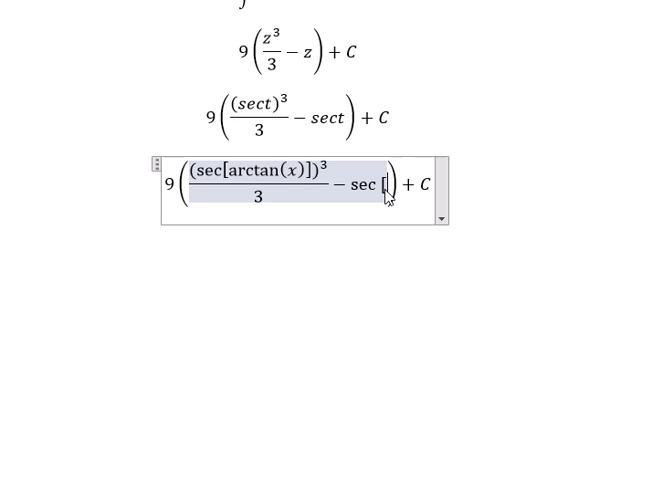 9(z³/3 − z) + C
9((sect)³/3 − sect) + C
9((sec[arctan(x)])³/3 − sec [) + C